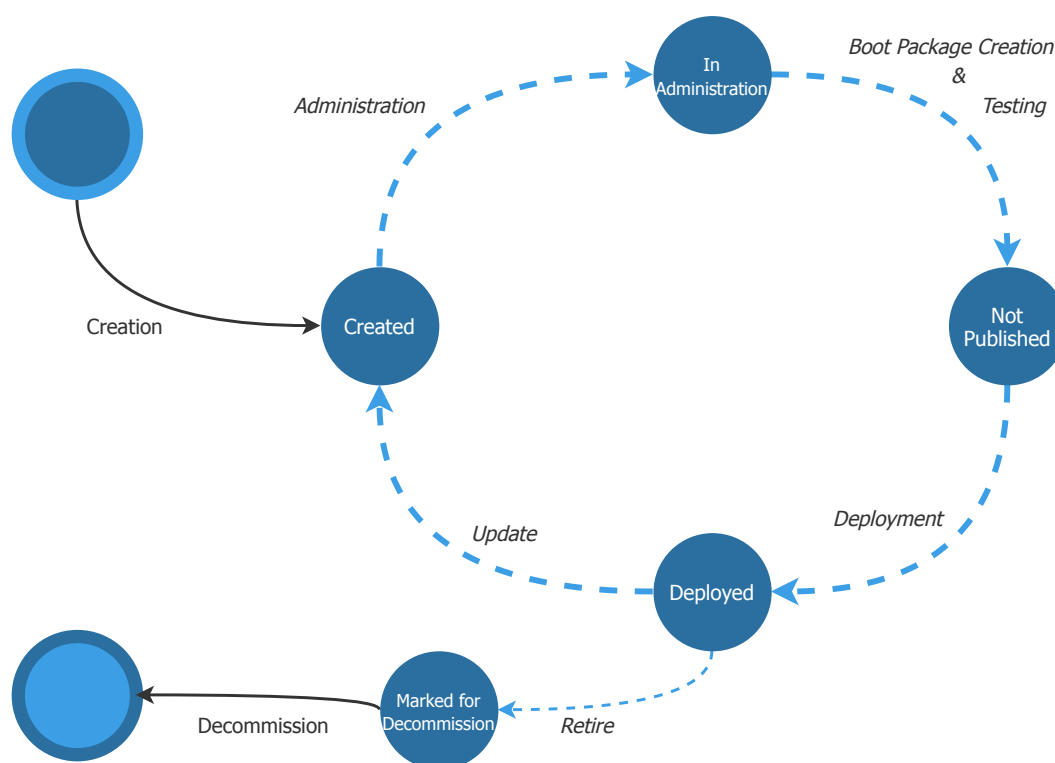 Boot Package Creation
&
Testing
In
Administration
Administration
Creation
Created
Not
Published
Update
Deployment
Deployed
Marked for
Decommission
Decommission
Retire